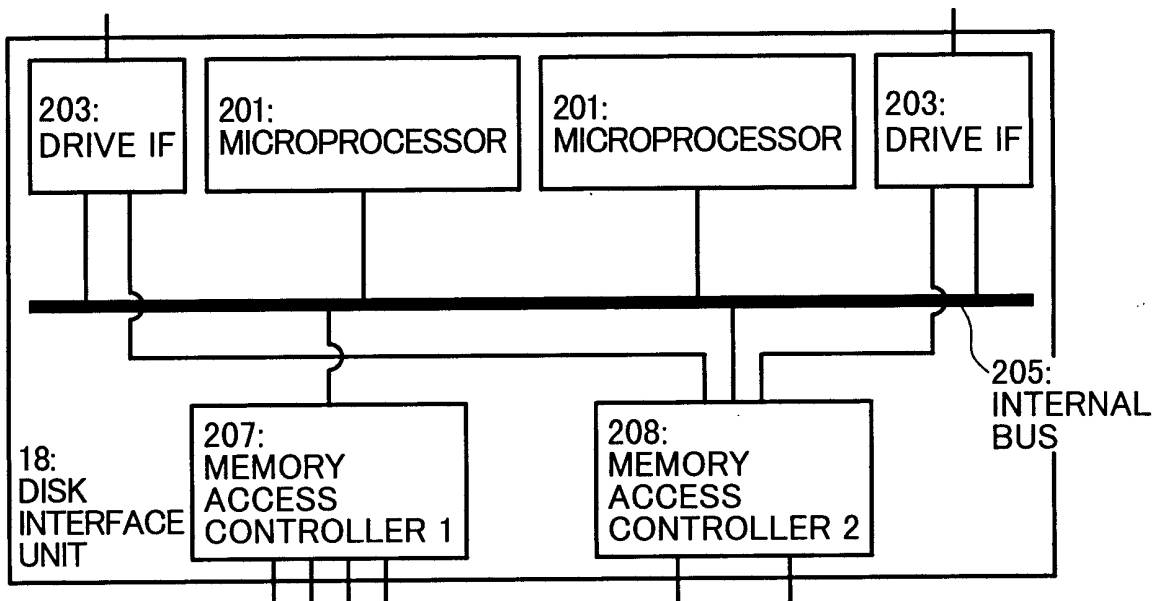 203:
DRIVE IF
201:
MICROPROCESSOR
201:
MICROPROCESSOR
203:
DRIVE IF
205:
INTERNAL
BUS
207:
MEMORY
ACCESS
CONTROLLER 1
208:
MEMORY
ACCESS
CONTROLLER 2
18:
DISK
INTERFACE
UNIT